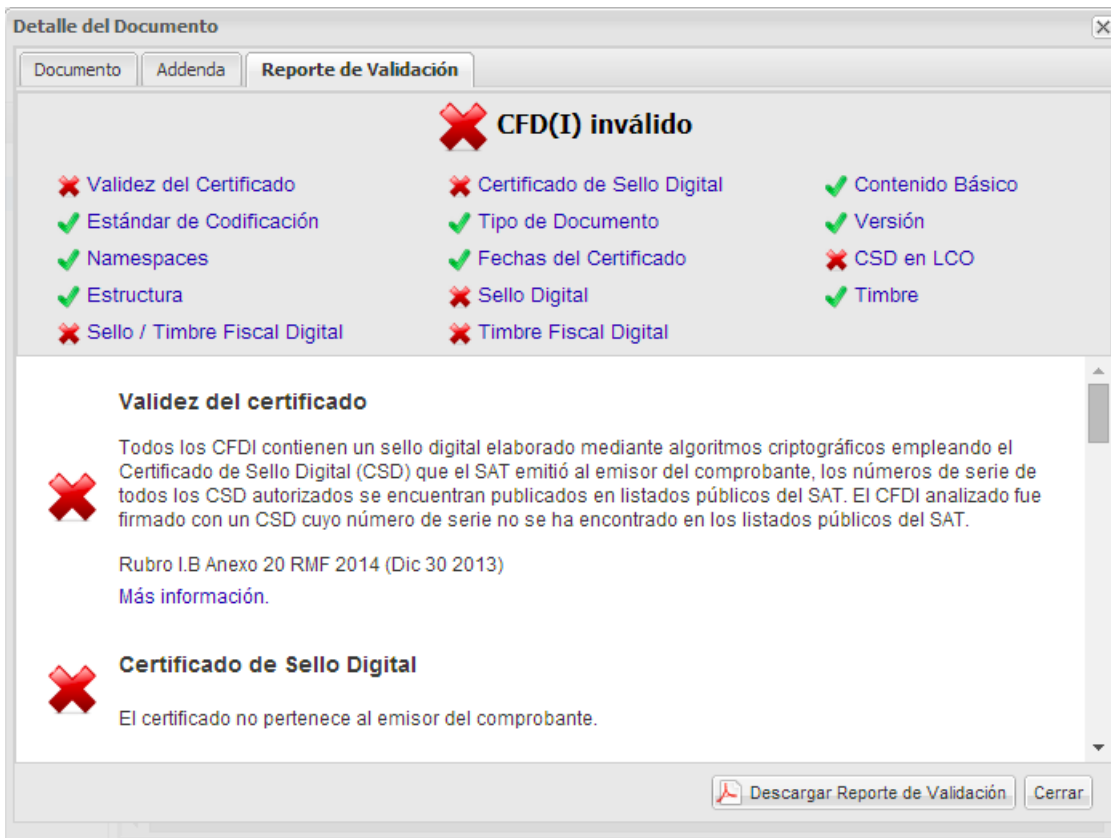 Detalle del Documento
Documento Addenda Reporte de Validación
CFD(I) inválido
Validez del Certificado Certificado de Sello Digital Contenido Básico
Estándar de Codificación Tipo de Documento Versión
Namespaces Fechas del Certificado CSD en LCO
Estructura Sello Digital Timbre
Sello / Timbre Fiscal Digital Timbre Fiscal Digital
Validez del certificado
Todos los CFDI contienen un sello digital elaborado mediante algoritmos criptográficos empleando el
Certificado de Sello Digital (CSD) que el SAT emitió al emisor del comprobante, los números de serie de
todos los CSD autorizados se encuentran publicados en listados públicos del SAT. El CFDI analizado fue
firmado con un CSD cuyo número de serie no se ha encontrado en los listados públicos del SAT.
Rubro I.B Anexo 20 RMF 2014 (Dic 30 2013)
Más información.
Certificado de Sello Digital
El certificado no pertenece al emisor del comprobante.
Descargar Reporte de Validación Cerrar